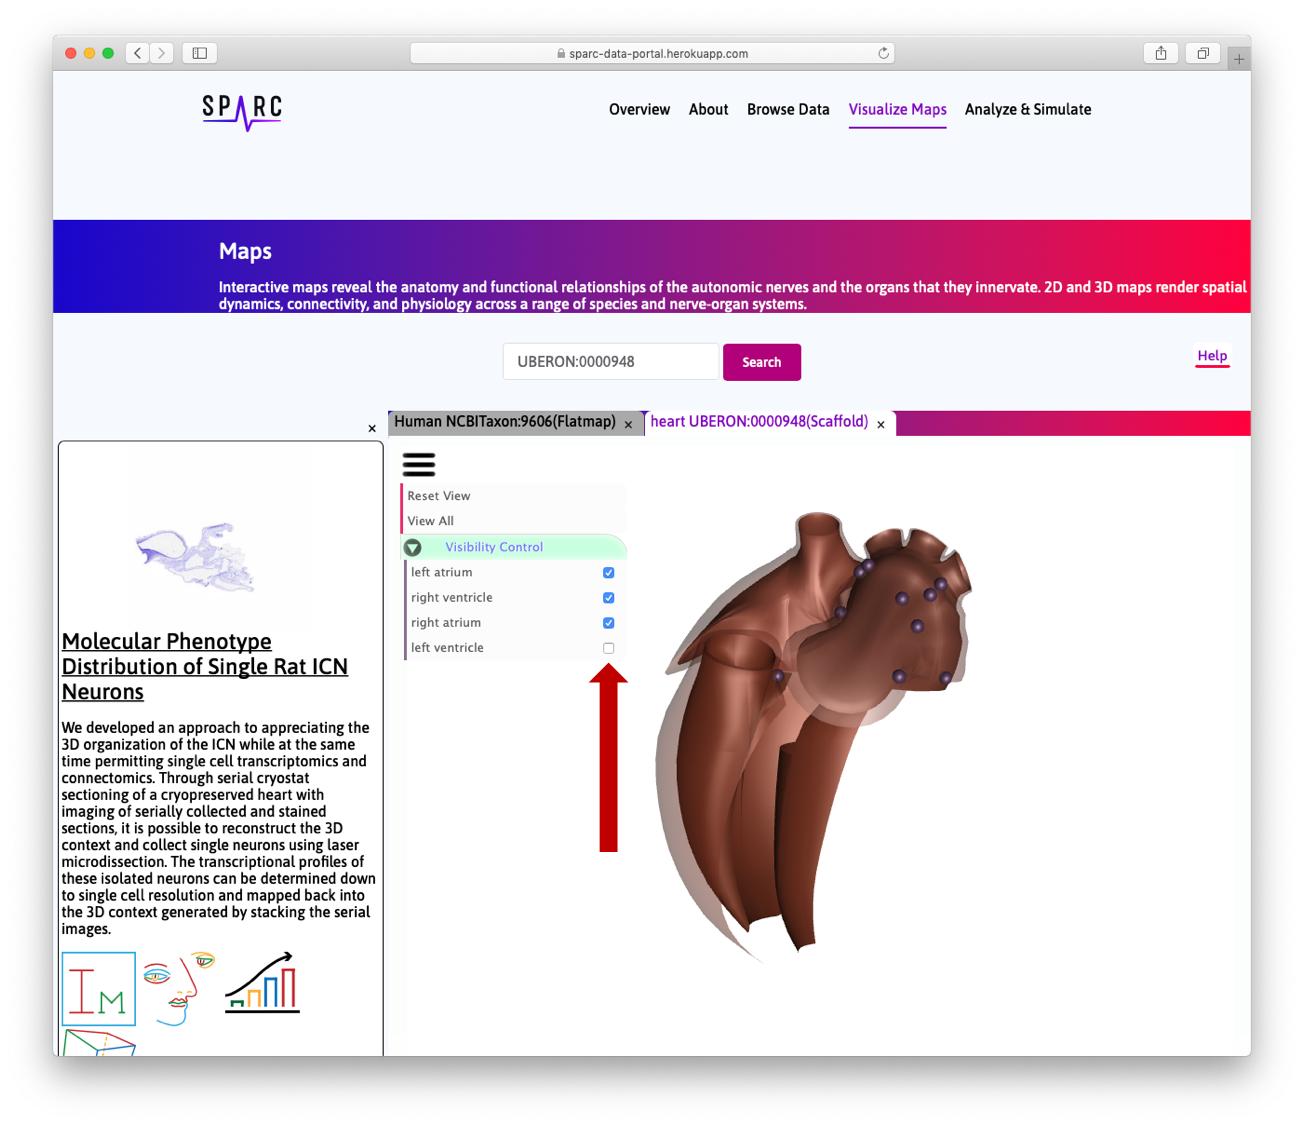 sparc-data-portal.herokuapp.com
SPARC
Overview About Browse Data Visualize Maps Analyze & Simulate
Maps
Interactive maps reveal the anatomy and functional relationships of the autonomic nerves and the organs that they innervate. 2D and 3D maps render spatial
dynamics, connectivity, and physiology across a range of species and nerve-organ systems.
UBERON:0000948
Search
Help
Human NCBITaxon:9606(Flatmap) ×
heart UBERON:0000948(Scaffold) ×
×
Reset View
View All
Visibility Control
left atrium
right ventricle
right atrium
left ventricle
Molecular Phenotype
Distribution of Single Rat ICN
Neurons
We developed an approach to appreciating the
3D organization of the ICN while at the same
time permitting single cell transcriptomics and
connectomics. Through serial cryostat
sectioning of a cryopreserved heart with
imaging of serially collected and stained
sections, it is possible to reconstruct the 3D
context and collect single neurons using laser
microdissection. The transcriptional profiles of
these isolated neurons can be determined down
to single cell resolution and mapped back into
the 3D context generated by stacking the serial
images.
IM